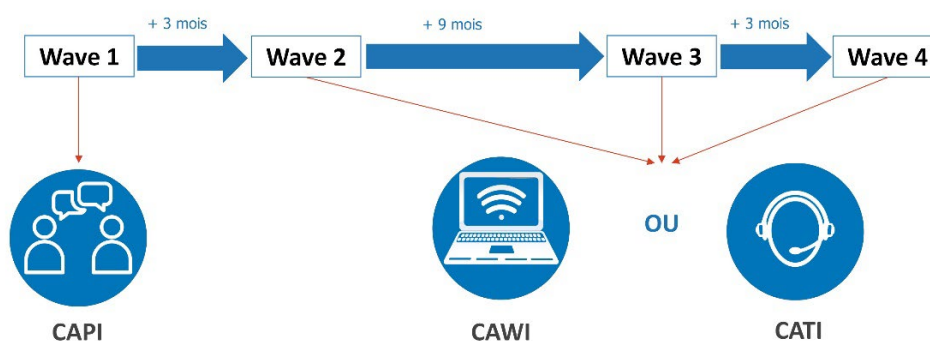 + 3 mois
+ 9 mois
+ 3 mois
Wave 1
Wave 2
Wave 3
Wave 4
OU
CAPI
CAWI
CATI